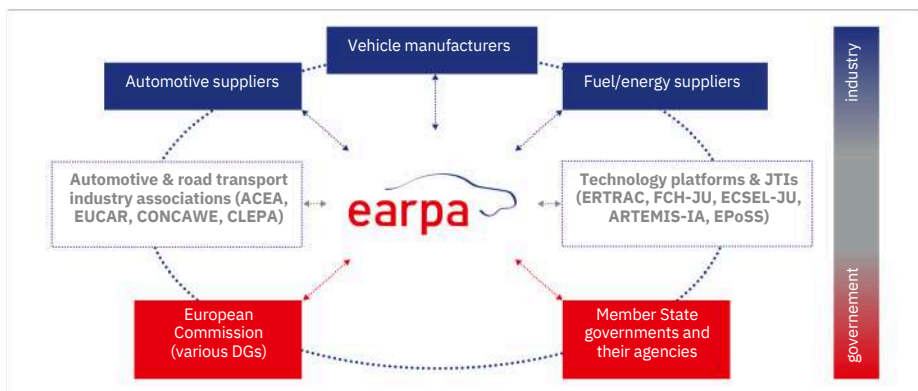 Vehicle manufacturers
Automotive suppliers
Fuel/energy suppliers
industry
Automotive & road transport
industry associations (ACEA,
EUCAR, CONCAWE, CLEPA)
earpa
Technology platforms & JTIs
(ERTRAC, FCH-JU, ECSEL-JU,
ARTEMIS-IA, EPoSS)
European
Commission
(various DGs)
Member State
governments and
their agencies
governement